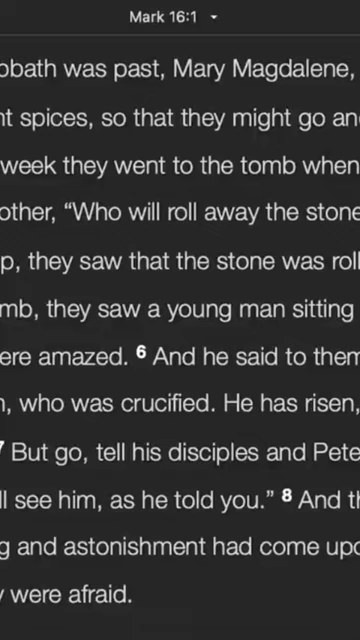 Mark 16:1
bbath was past, Mary Magdalene,
nt spices, so that they might go an
week they went to the tomb when
other, “Who will roll away the stone
p, they saw that the stone was roll
mb, they saw a young man sitting
ere amazed. 6 And he said to them
n, who was crucified. He has risen,
7 But go, tell his disciples and Pete
ll see him, as he told you.” 8 And th
g and astonishment had come upo
y were afraid.